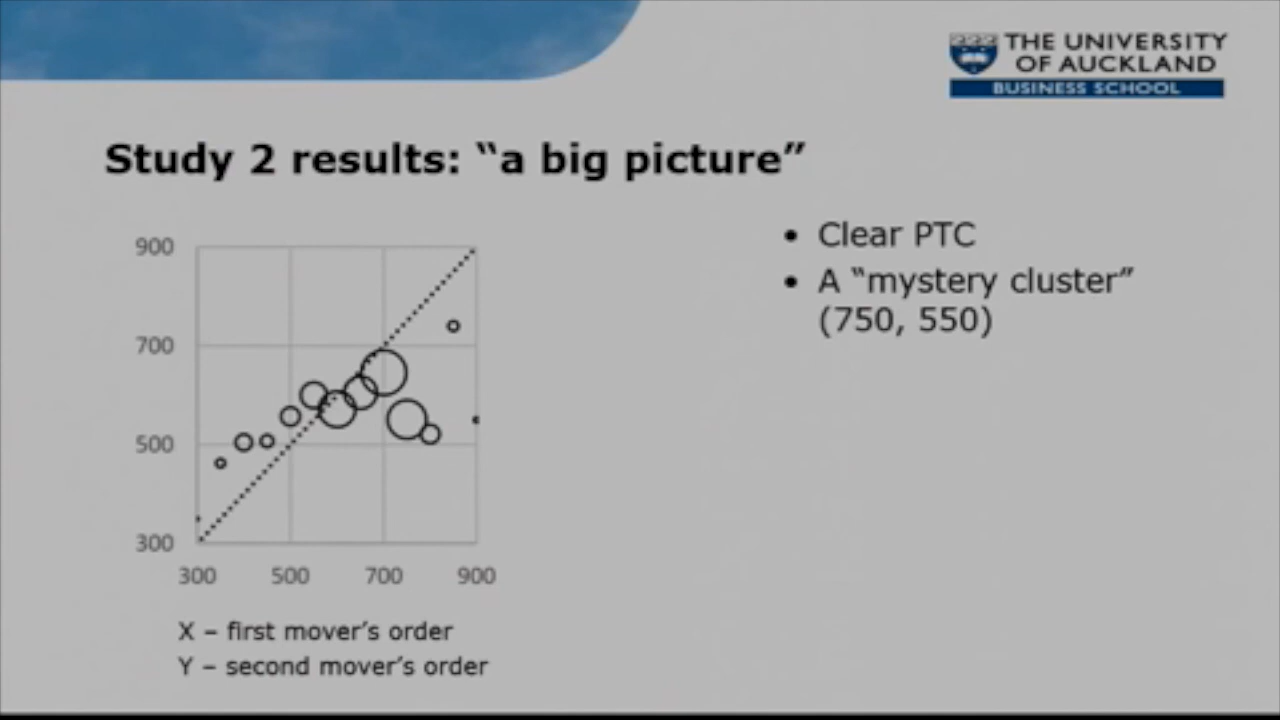 THE UNIVERSITY
OF AUCKLAND
BUSINESS SCHOOL
Study 2 results: “a big picture”
900
700
500
300
300 500 700 900
X – first mover’s order
Y – second mover’s order
• Clear PTC
• A “mystery cluster”
(750, 550)